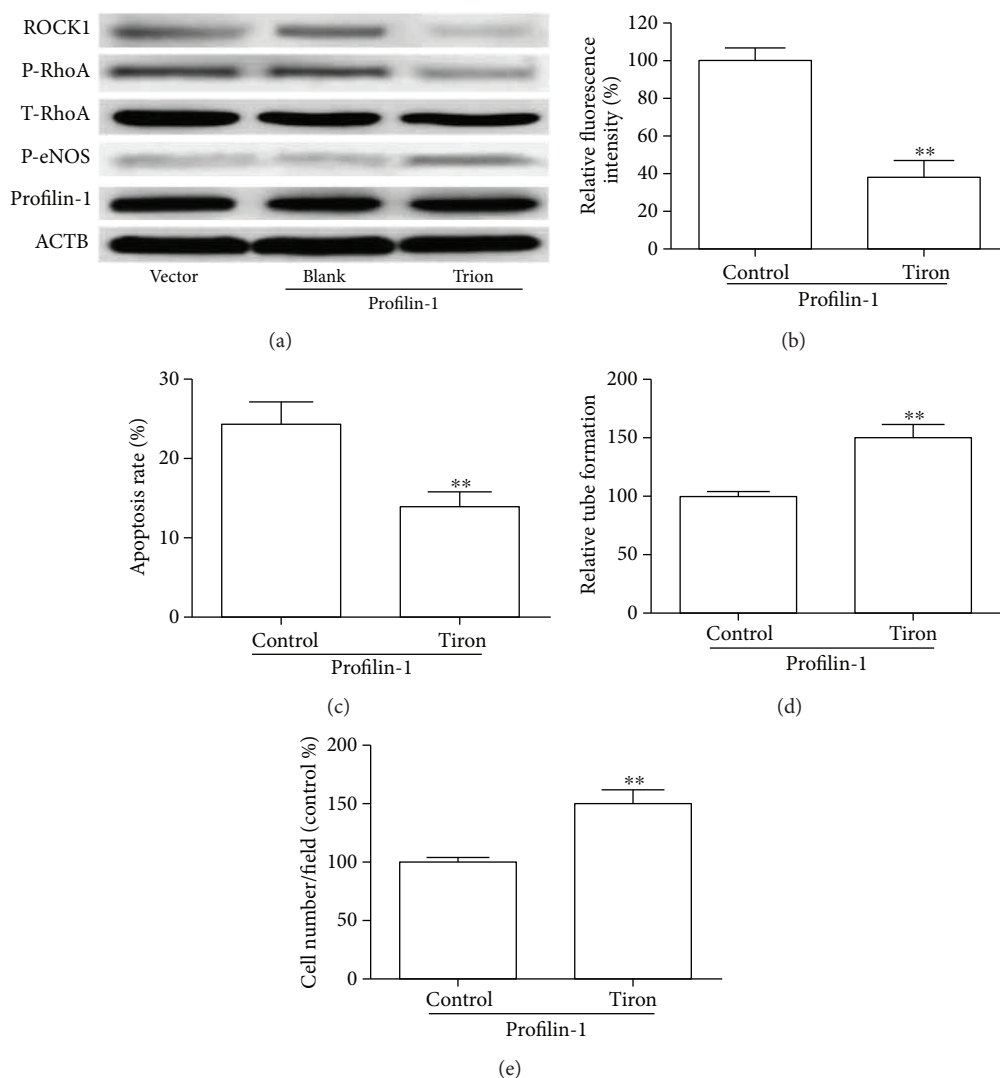 ROCK1
P-RhoA
T-RhoA
P-eNOS
Profilin-1
ACTB
Vector Blank Trion
Profilin-1
(a)
120
100
80
60
40
20
0
Relative fluorescence
intensity (%)
**
Control Tiron
Profilin-1
(b)
30
20
10
0
Apoptosis rate (%)
**
Control Tiron
Profilin-1
(c)
200
150
100
50
0
Relative tube formation
**
Control Tiron
Profilin-1
(d)
200
150
100
50
0
Cell number/field (control %)
**
Control Tiron
Profilin-1
(e)